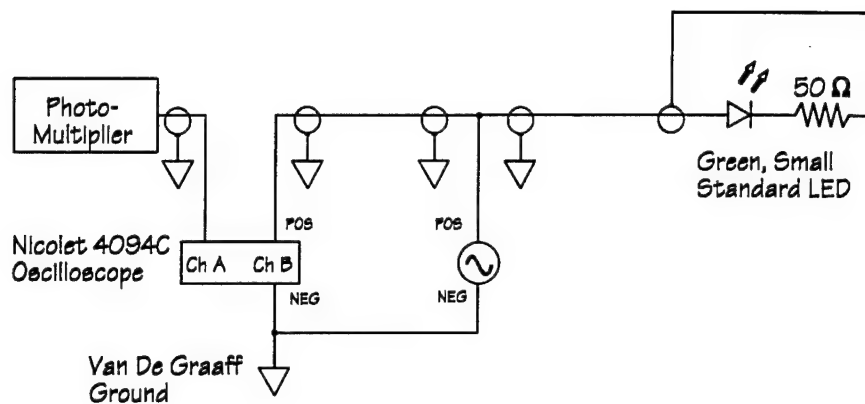 Photo-
Multiplier
50 Ω
Green, Small
Standard LED
POS
POS
Nicolet 4094C
Oscilloscope
Ch A
Ch B
NEG
NEG
Van De Graaff
Ground